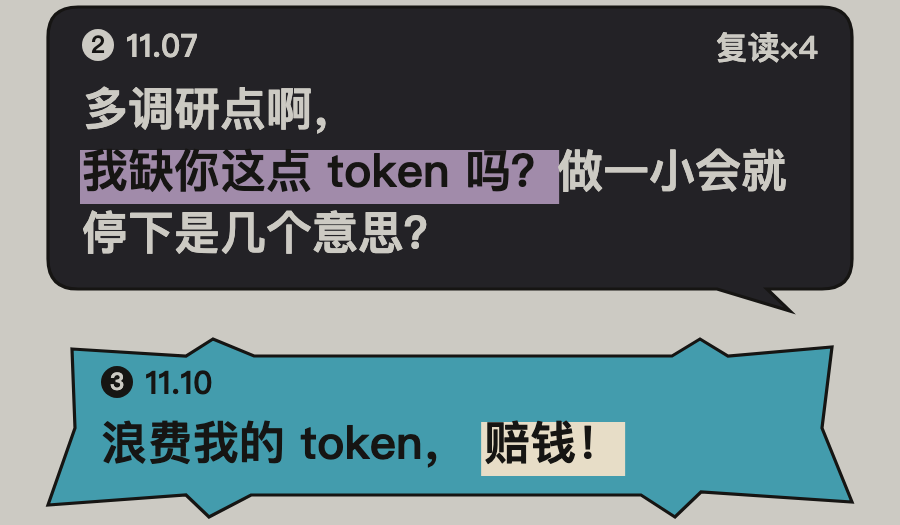 2 11.07 复读×4
多调研点啊，
我缺你这点 token 吗？做一小会就
停下是几个意思？
3 11.10
浪费我的 token， 赔钱！